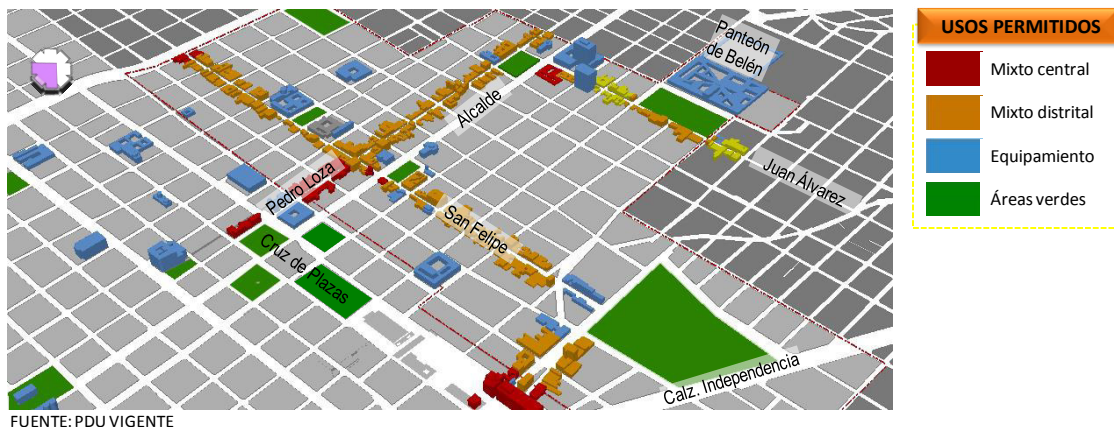 Panteón
de Belén
Alcalde
Pedro Loza
San Felipe
Juan Álvarez
Cruz de Plazas
Calz. Independencia
USOS PERMITIDOS
Mixto central
Mixto distrital
Equipamiento
Áreas verdes
FUENTE: PDU VIGENTE